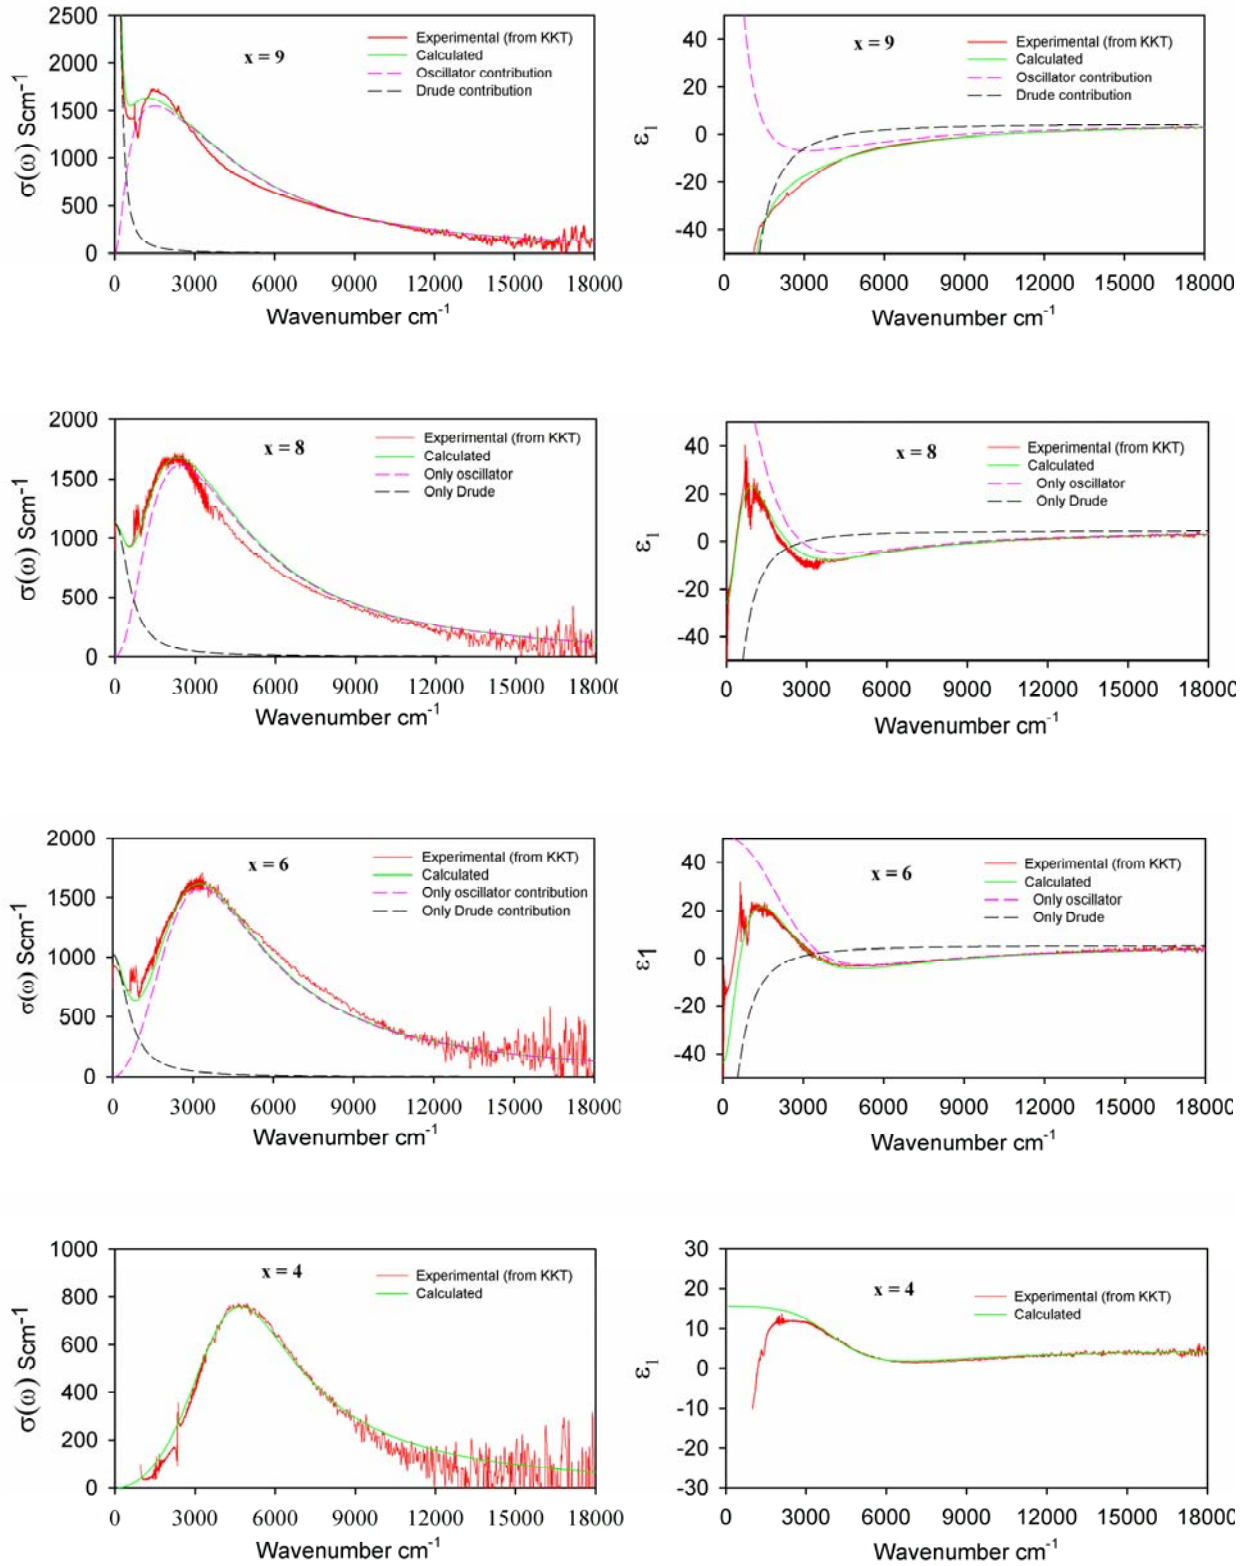 2500
2000
1500
1000
500
0
σ(ω) Scm-1
x = 9
Experimental (from KKT)
Calculated
Oscillator contribution
Drude contribution
0 3000 6000 9000 12000 15000 18000
Wavenumber cm-1
40
20
0
-20
-40
ε1
x = 9
Experimental (from KKT)
Calculated
Oscillator contribution
Drude contribution
0 3000 6000 9000 12000 15000 18000
Wavenumber cm-1
2000
1500
1000
500
0
σ(ω) Scm-1
x = 8
Experimental (from KKT)
Calculated
Only oscillator
Only Drude
0 3000 6000 9000 12000 15000 18000
Wavenumber cm-1
40
20
0
-20
-40
ε1
x = 8
Experimental (from KKT)
Calculated
Only oscillator
Only Drude
0 3000 6000 9000 12000 15000 18000
Wavenumber cm-1
2000
1500
1000
500
0
σ(ω) Scm-1
x = 6
Experimental (from KKT)
Calculated
Only oscillator contribution
Only Drude contribution
0 3000 6000 9000 12000 15000 18000
Wavenumber cm-1
40
20
0
-20
-40
ε1
x = 6
Experimental (from KKT)
Calculated
Only oscillator
Only Drude
0 3000 6000 9000 12000 15000 18000
Wavenumber cm-1
1000
800
600
400
200
0
σ(ω) Scm-1
x = 4
Experimental (from KKT)
Calculated
0 3000 6000 9000 12000 15000 18000
Wavenumber cm-1
30
20
10
0
-10
-20
-30
ε1
x = 4
Experimental (from KKT)
Calculated
0 3000 6000 9000 12000 15000 18000
Wavenumber cm-1